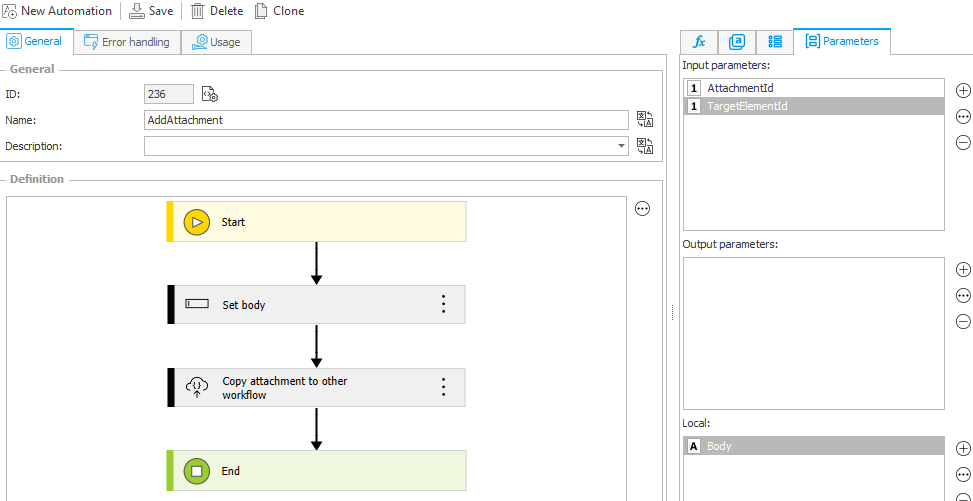 New Automation Save Delete Clone
General Error handling Usage
fx a Parameters
General
ID: 236
Name: AddAttachment
Description:
Definition
Start
Set body
Copy attachment to other
workflow
End
Input parameters:
1 AttachmentId
1 TargetElementId
Output parameters:
Local:
A Body